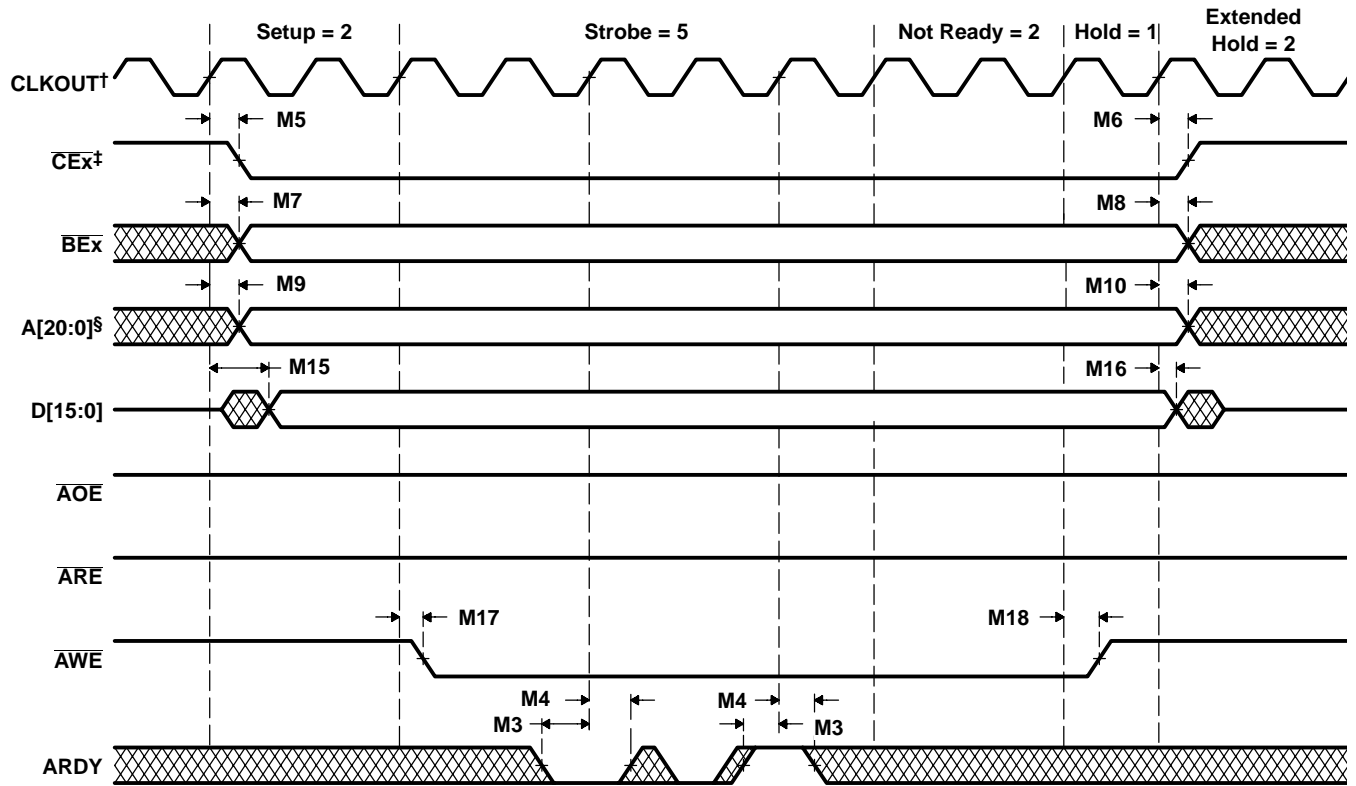 Setup = 2
Strobe = 5
Not Ready = 2
Hold = 1
Extended
Hold = 2
CLKOUT†
M5
M6
CEx‡
M7
M8
BEx
M9
M10
A[20:0]§
M15
M16
D[15:0]
AOE
ARE
M17
M18
AWE
M4
M4
M3
M3
ARDY